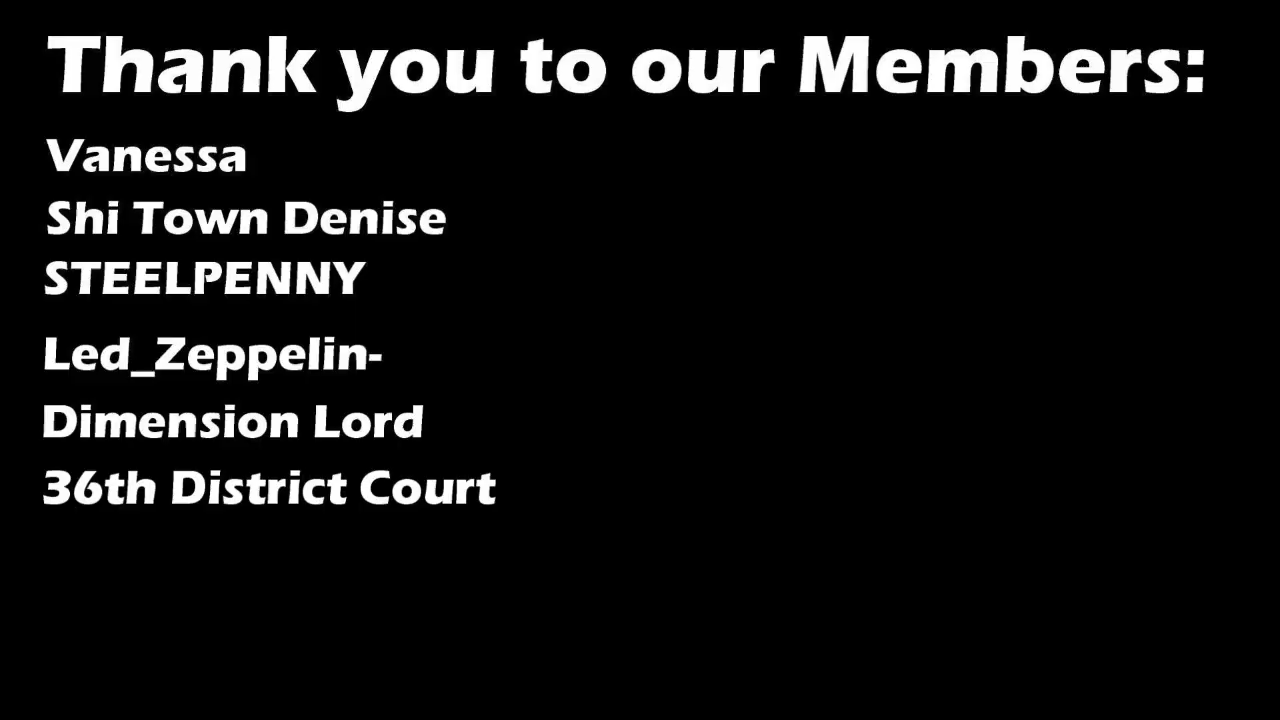 Thank you to our Members:
Vanessa
Shi Town Denise
STEELPENNY
Led_Zeppelin-
Dimension Lord
36th District Court